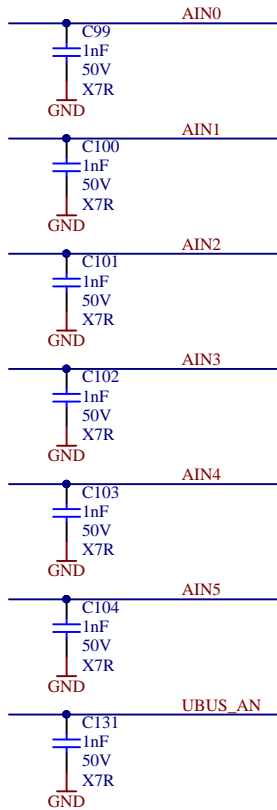 AIN0
C99
1nF
50V
X7R
GND
AIN1
C100
1nF
50V
X7R
GND
AIN2
C101
1nF
50V
X7R
GND
AIN3
C102
1nF
50V
X7R
GND
AIN4
C103
1nF
50V
X7R
GND
AIN5
C104
1nF
50V
X7R
GND
UBUS_AN
C131
1nF
50V
X7R
GND